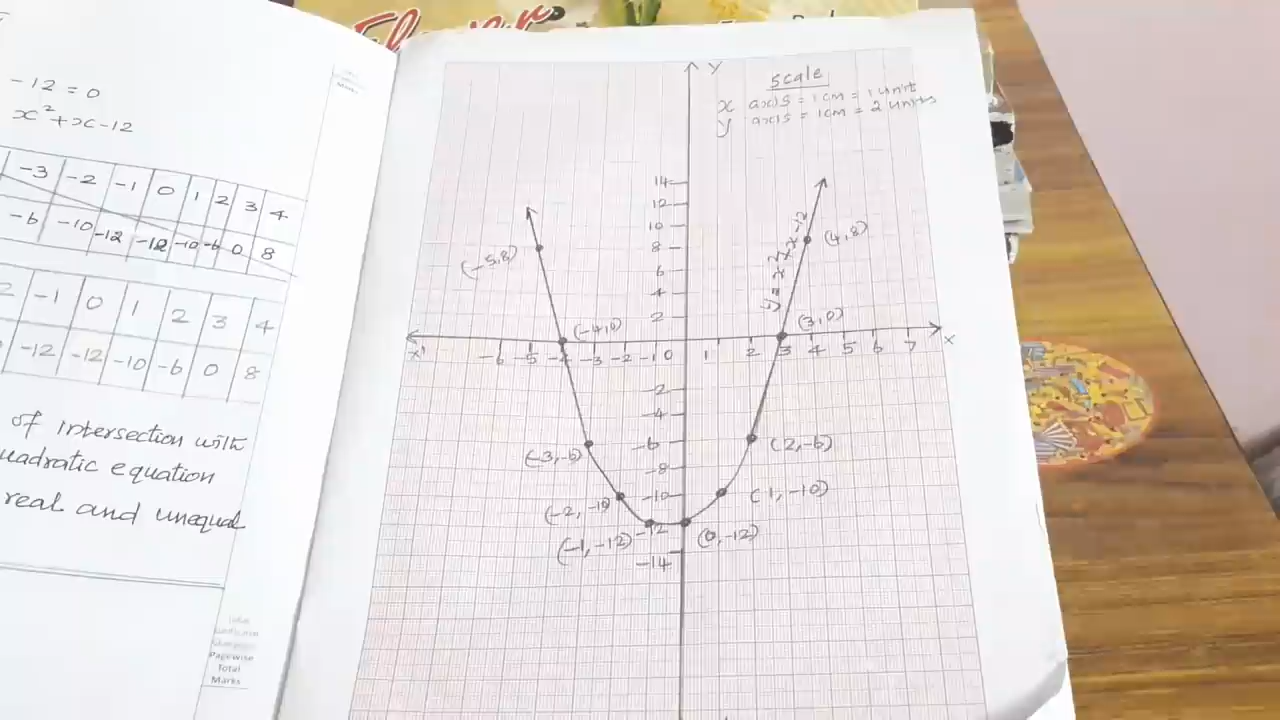 -12 = 0
x²+x-12
-3 -2 -1 0 1 2 3 4
-6 -10 -12 -12 -10 -6 0 8
2 -1 0 1 2 3 4
-12 -12 -10 -6 0 8
of intersection with
uadratic equation
real and unequal
Pagewise
Total
Marks
Scale
x axis = 1cm = 1 unit
y axis = 1cm = 2 units
Y
14
12
10
8
6
4
2
(-5,8)
(4,8)
y = x²+x-12
(-4,0)
(3,0)
x' -6 -5 -4 -3 -2 -1 0 1 2 3 4 5 6 7 x
-2
-4
-6
-8
-10
-12
-14
(-3,-6)
(2,-6)
(-2,-10)
(1,-10)
(-1,-12)
(0,-12)